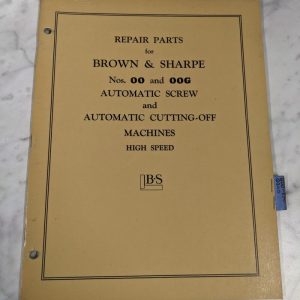 REPAIR PARTS
for
BROWN & SHARPE
Nos. 00 and 00G
AUTOMATIC SCREW
and
AUTOMATIC CUTTING-OFF
MACHINES
HIGH SPEED
B·S